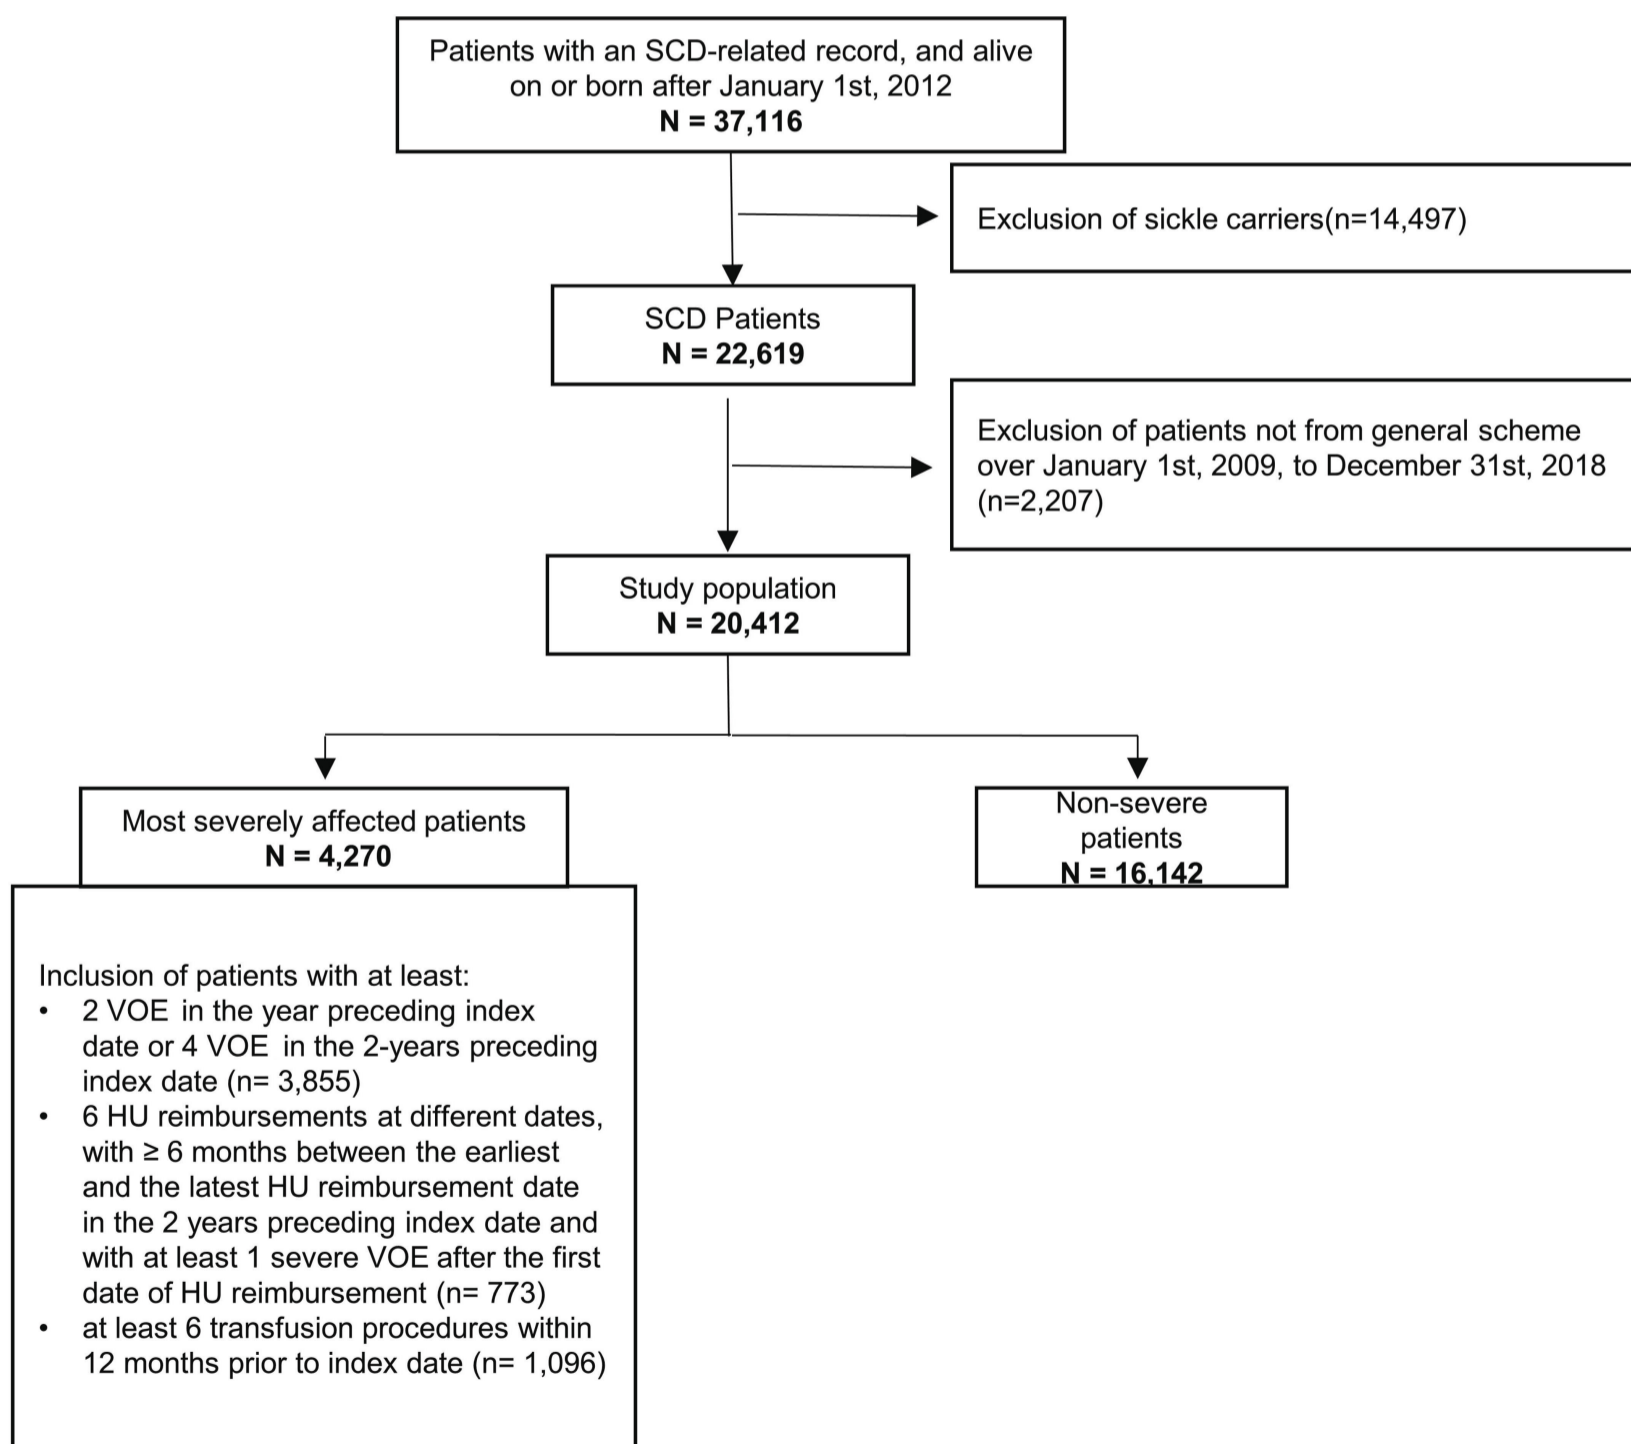 Patients with an SCD-related record, and alive
on or born after January 1st, 2012
N = 37,116
Exclusion of sickle carriers(n=14,497)
SCD Patients
N = 22,619
Exclusion of patients not from general scheme
over January 1st, 2009, to December 31st, 2018
(n=2,207)
Study population
N = 20,412
Most severely affected patients
N = 4,270
Non-severe
patients
N = 16,142
Inclusion of patients with at least:
• 2 VOE in the year preceding index
date or 4 VOE in the 2-years preceding
index date (n= 3,855)
• 6 HU reimbursements at different dates,
with ≥ 6 months between the earliest
and the latest HU reimbursement date
in the 2 years preceding index date and
with at least 1 severe VOE after the first
date of HU reimbursement (n= 773)
• at least 6 transfusion procedures within
12 months prior to index date (n= 1,096)